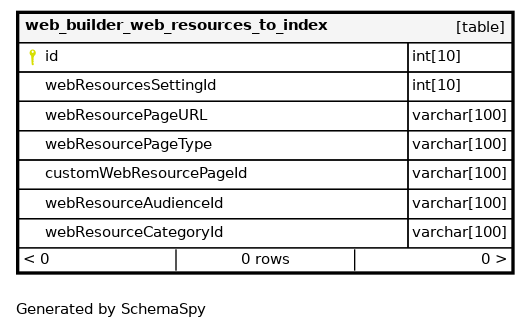 web_builder_web_resources_to_index [table]
id int[10]
webResourcesSettingId int[10]
webResourcePageURL varchar[100]
webResourcePageType varchar[100]
customWebResourcePageId varchar[100]
webResourceAudienceId varchar[100]
webResourceCategoryId varchar[100]
< 0 0 rows 0 >
Generated by SchemaSpy